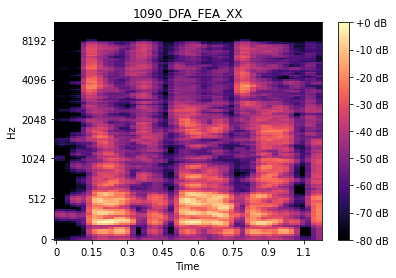 1090_DFA_FEA_XX
8192
4096
2048
1024
512
0
Hz
0 0.15 0.3 0.45 0.6 0.75 0.9 1.1
Time
+0 dB
-10 dB
-20 dB
-30 dB
-40 dB
-50 dB
-60 dB
-70 dB
-80 dB